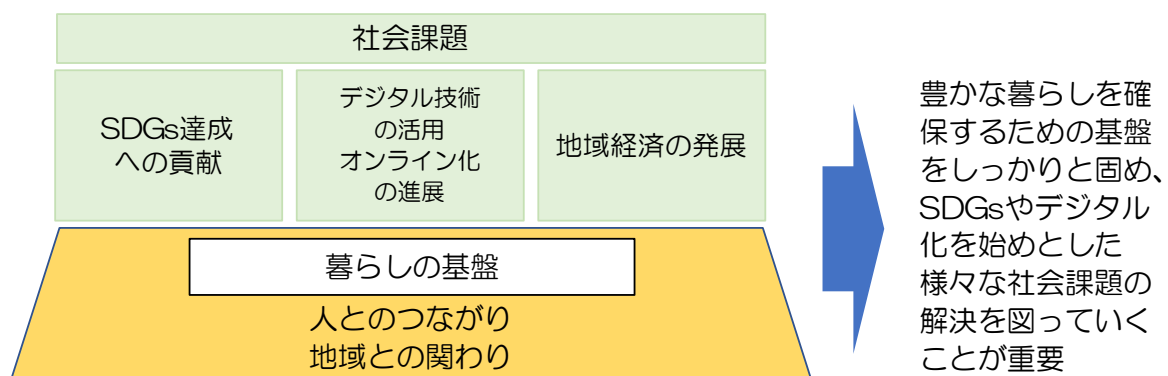 社会課題
SDGs達成
への貢献
デジタル技術
の活用
オンライン化
の進展
地域経済の発展
暮らしの基盤
人とのつながり
地域との関わり
豊かな暮らしを確
保するための基盤
をしっかりと固め、
SDGsやデジタル
化を始めとした
様々な社会課題の
解決を図っていく
ことが重要